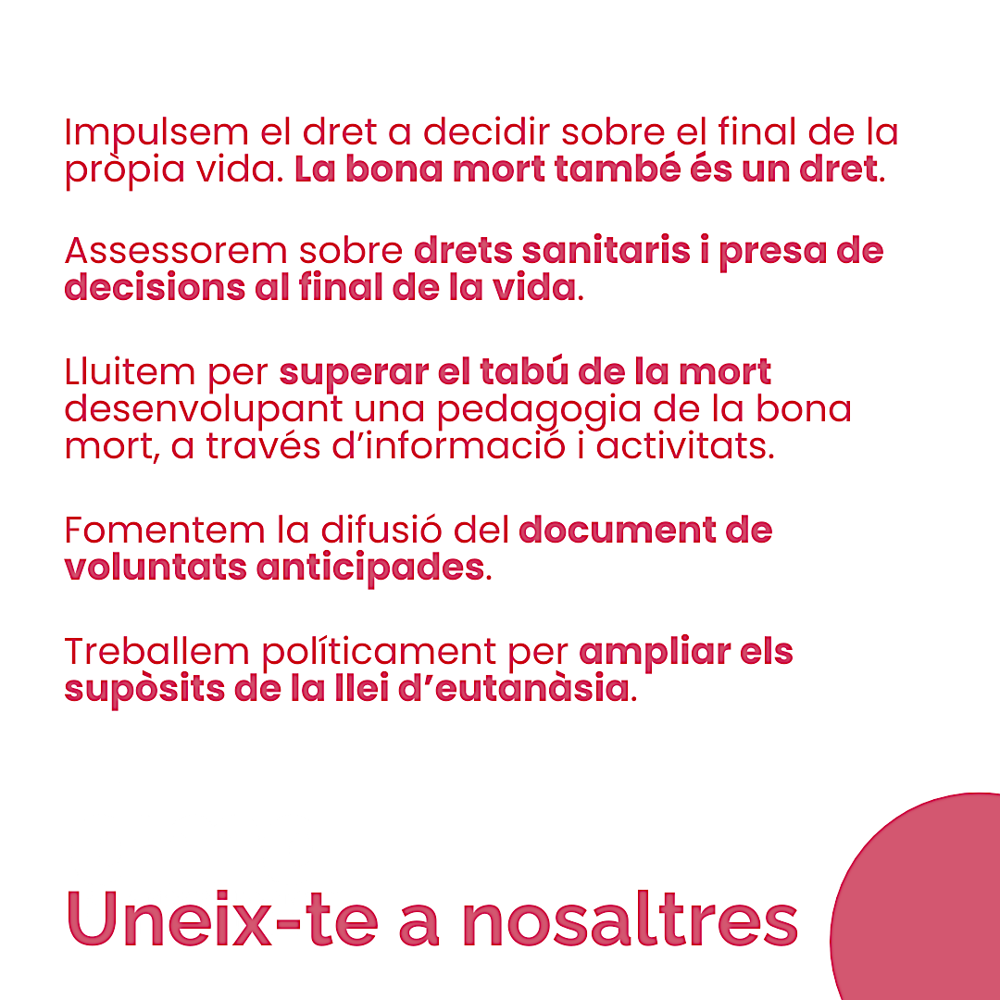 Impulsem el dret a decidir sobre el final de la
pròpia vida. La bona mort també és un dret.
Assessorem sobre drets sanitaris i presa de
decisions al final de la vida.
Lluitem per superar el tabú de la mort
desenvolupant una pedagogia de la bona
mort, a través d’informació i activitats.
Fomentem la difusió del document de
voluntats anticipades.
Treballem políticament per ampliar els
supòsits de la llei d’eutanàsia.
Uneix-te a nosaltres